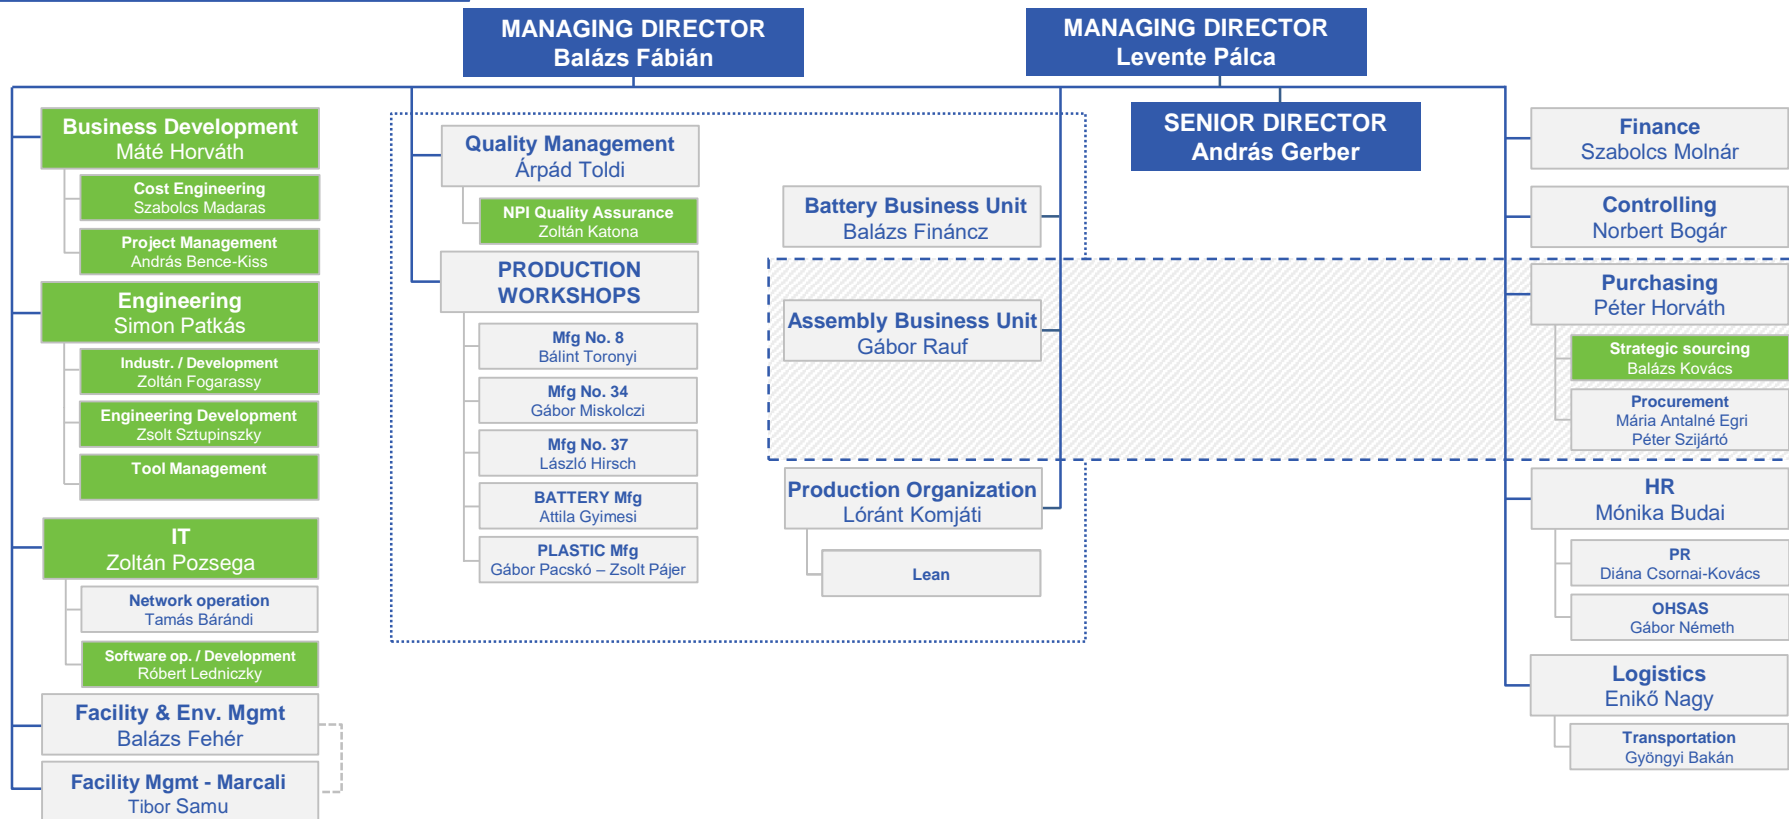 MANAGING DIRECTOR
Balázs Fábián
MANAGING DIRECTOR
Levente Pálca
SENIOR DIRECTOR
András Gerber
Business Development
Máté Horváth
Cost Engineering
Szabolcs Madaras
Project Management
András Bence-Kiss
Engineering
Simon Patkás
Industr. / Development
Zoltán Fogarassy
Engineering Development
Zsolt Sztupinszky
Tool Management
IT
Zoltán Pozsega
Network operation
Tamás Bárándi
Software op. / Development
Róbert Ledniczky
Facility & Env. Mgmt
Balázs Fehér
Facility Mgmt - Marcali
Tibor Samu
Quality Management
Árpád Toldi
NPI Quality Assurance
Zoltán Katona
PRODUCTION
WORKSHOPS
Mfg No. 8
Bálint Toronyi
Mfg No. 34
Gábor Miskolczi
Mfg No. 37
László Hirsch
BATTERY Mfg
Attila Gyimesi
PLASTIC Mfg
Gábor Pacskó – Zsolt Pájer
Battery Business Unit
Balázs Fináncz
Assembly Business Unit
Gábor Rauf
Production Organization
Lóránt Komjáti
Lean
Finance
Szabolcs Molnár
Controlling
Norbert Bogár
Purchasing
Péter Horváth
Strategic sourcing
Balázs Kovács
Procurement
Mária Antalné Egri
Péter Szijártó
HR
Mónika Budai
PR
Diána Csornai-Kovács
OHSAS
Gábor Németh
Logistics
Enikő Nagy
Transportation
Gyöngyi Bakán